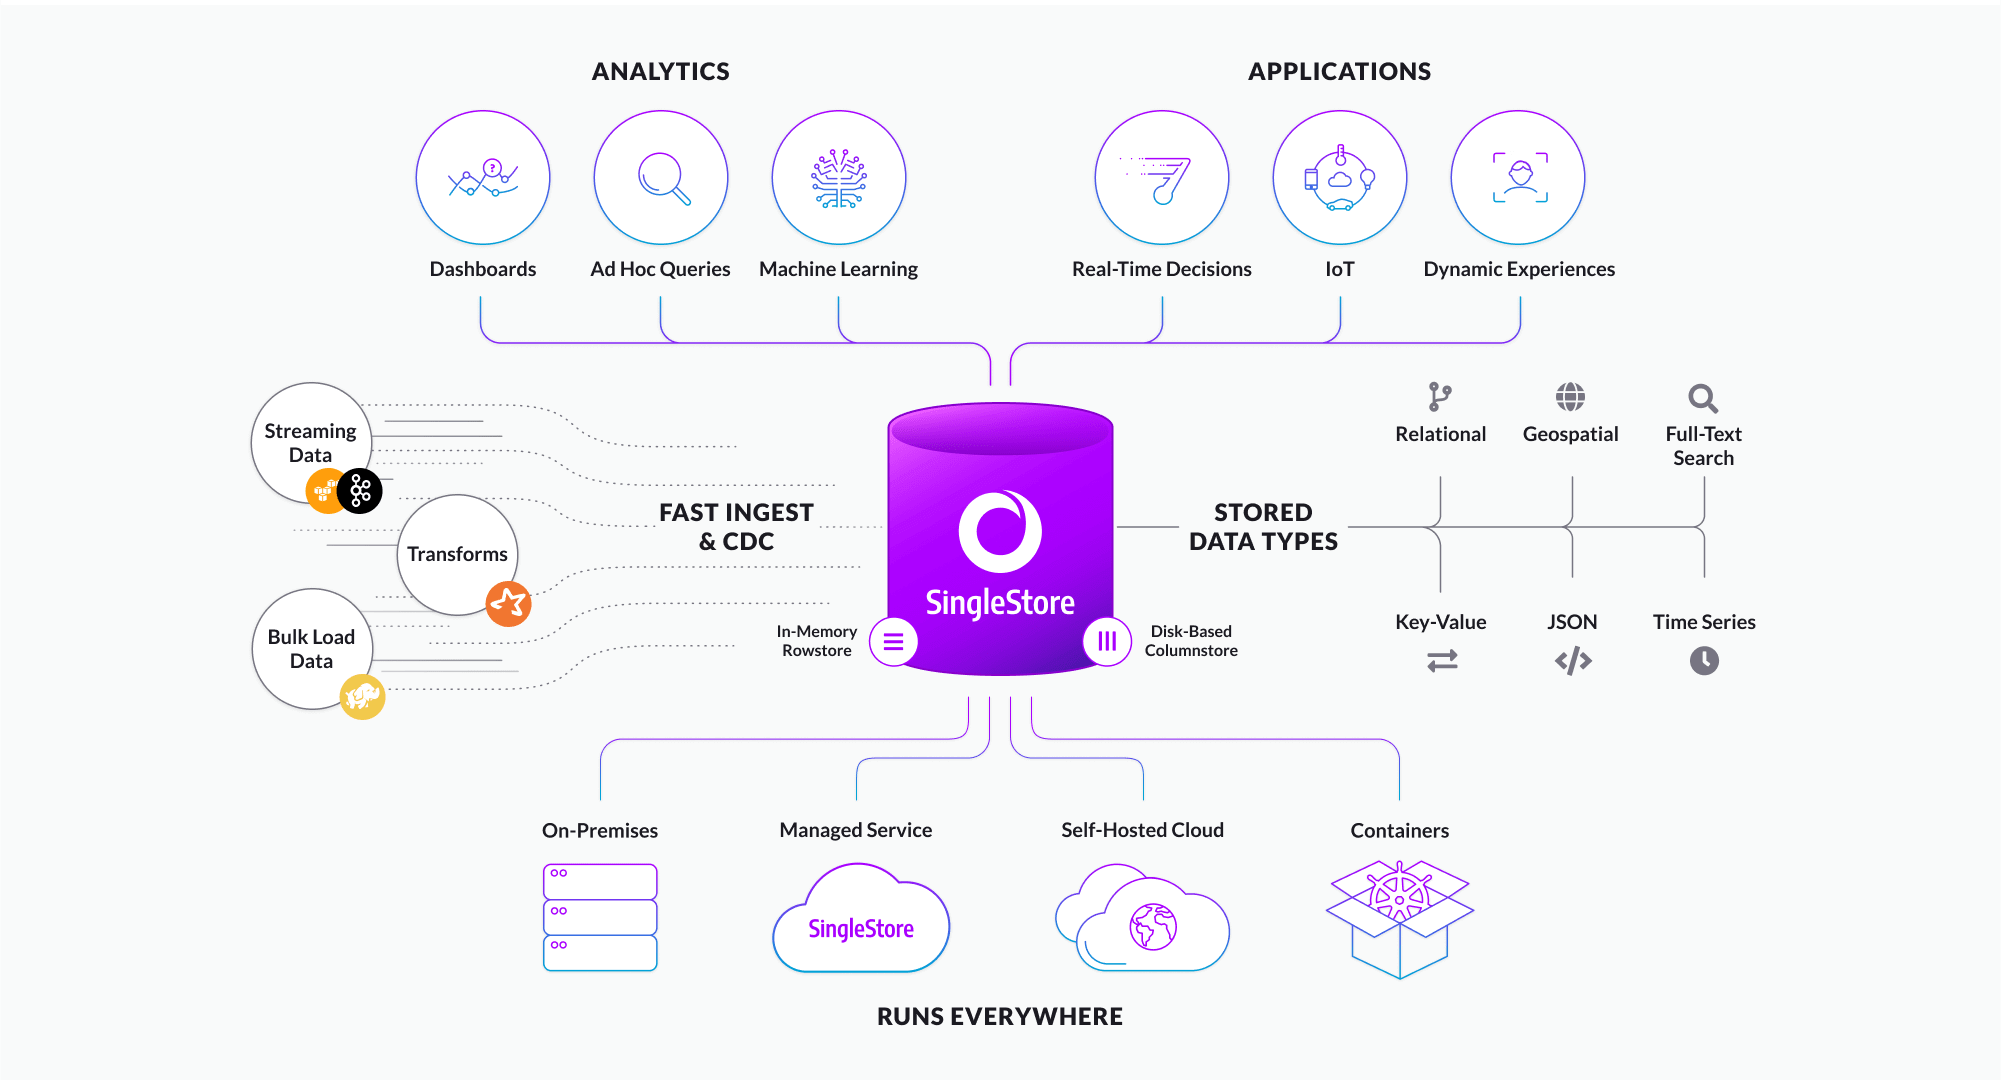 ANALYTICS
APPLICATIONS
?
Dashboards
Ad Hoc Queries
Machine Learning
Real-Time Decisions
IoT
Dynamic Experiences
Streaming
Data
Transforms
Bulk Load
Data
FAST INGEST
& CDC
SingleStore
In-Memory
Rowstore
Disk-Based
Columnstore
STORED
DATA TYPES
Relational
Geospatial
Full-Text
Search
Key-Value
JSON
Time Series
On-Premises
Managed Service
Self-Hosted Cloud
Containers
SingleStore
RUNS EVERYWHERE